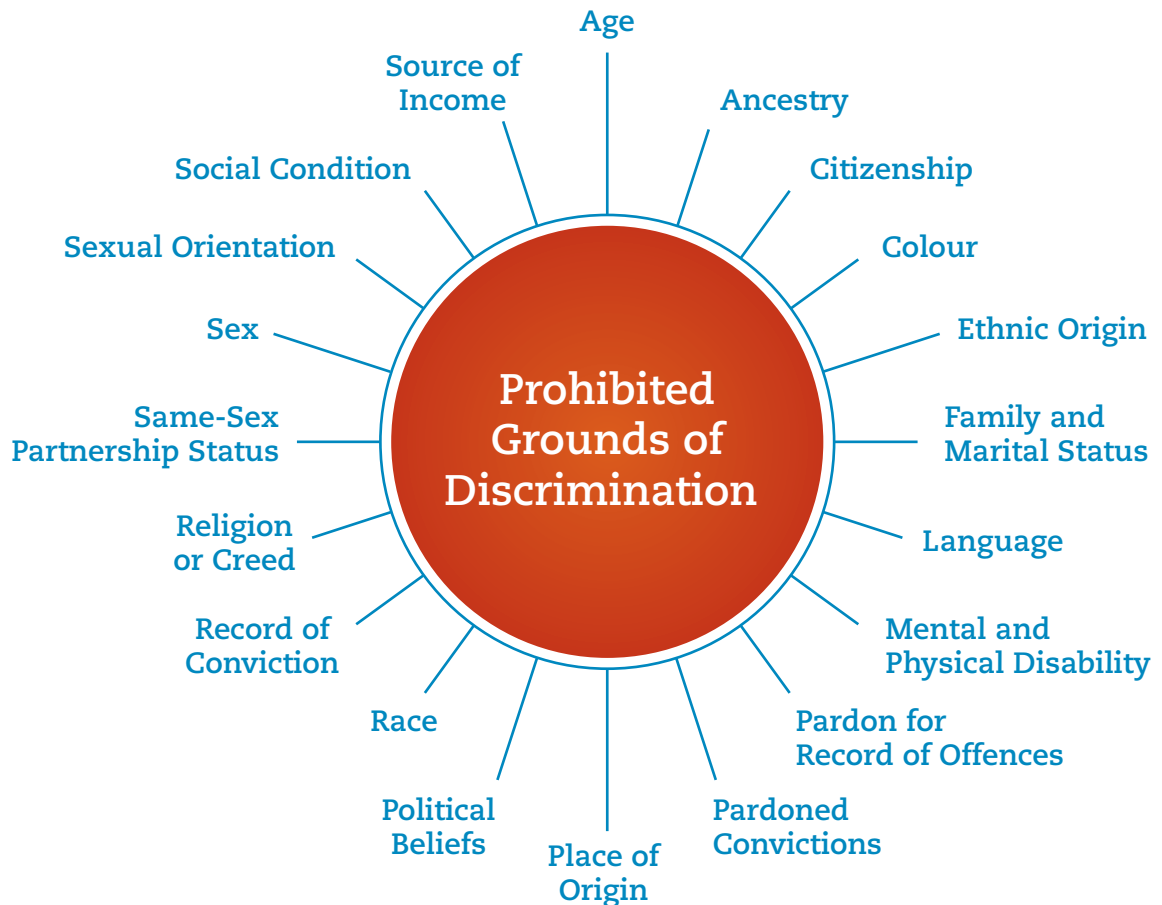 Age
Ancestry
Citizenship
Colour
Ethnic Origin
Family and
Marital Status
Language
Mental and
Physical Disability
Pardon for
Record of Offences
Pardoned
Convictions
Place of
Origin
Political
Beliefs
Race
Record of
Conviction
Religion
or Creed
Same-Sex
Partnership Status
Sex
Sexual Orientation
Social Condition
Source of
Income
Prohibited
Grounds of
Discrimination